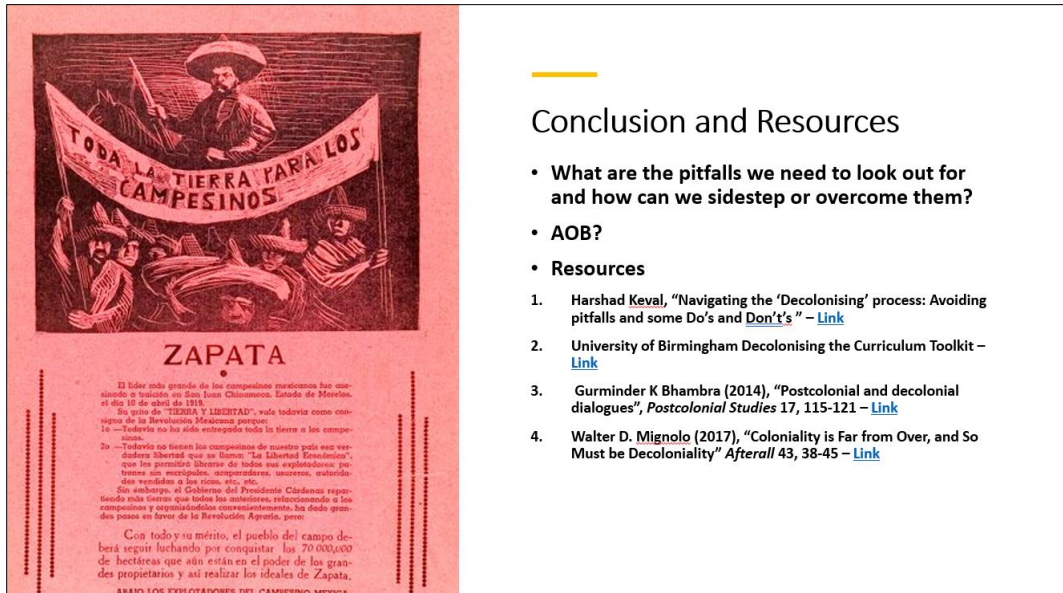 TODA LA TIERRA PARA LOS
CAMPESINOS
ZAPATA
El líder más grande de los campesinos mexicanos fue ase-
sinado a traición en San Juan Chinameca, Estado de Morelos,
el día 10 de abril de 1919.
Su grito de "TIERRA Y LIBERTAD", vale todavía como con-
signa de la Revolución Mexicana porque:
1o —Todavía no ha sido entregada toda la tierra a los campe-
sinos.
2o —Todavía no tienen los campesinos de nuestro país esa ver-
dadera libertad que se llama: "La Libertad Económica",
que les permitirá librarse de todos sus explotadores: pa-
trones sin escrúpulos, acaparadores, usureros, autorida-
des vendidas a los ricos, etc. etc.
Sin embargo, el Gobierno del Presidente Cárdenas repar-
tiendo más tierras que todos los anteriores, refaccionando a los
campesinos y organizándolos convenientemente, ha dado gran-
des pasos en favor de la Revolución Agraria, pero:
Con todo y su mérito, el pueblo del campo de-
berá seguir luchando por conquistar los 70.000,000
de hectáreas que aún están en el poder de los gran-
des propietarios y así realizar los ideales de Zapata.
ABAJO LOS EXPLOTADORES DEL CAMPESINO MEXICA-
Conclusion and Resources
• What are the pitfalls we need to look out for
and how can we sidestep or overcome them?
• AOB?
• Resources
1. Harshad Keval, “Navigating the ‘Decolonising’ process: Avoiding
pitfalls and some Do’s and Don’t’s ” – Link
2. University of Birmingham Decolonising the Curriculum Toolkit –
Link
3. Gurminder K Bhambra (2014), “Postcolonial and decolonial
dialogues”, Postcolonial Studies 17, 115-121 – Link
4. Walter D. Mignolo (2017), “Coloniality is Far from Over, and So
Must be Decoloniality” Afterall 43, 38-45 – Link